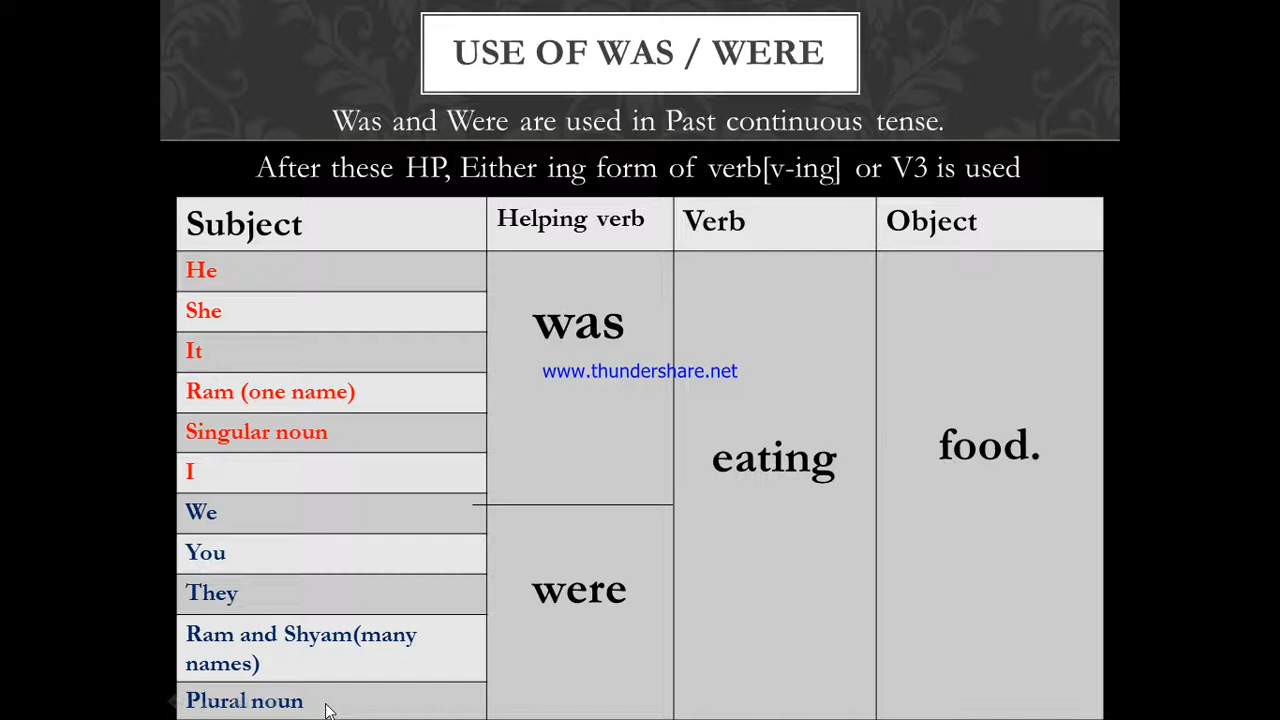 USE OF WAS / WERE
Was and Were are used in Past continuous tense.
After these HP, Either ing form of verb[v-ing] or V3 is used
Subject
Helping verb
Verb
Object
He
She
It
Ram (one name)
Singular noun
I
We
You
They
Ram and Shyam(many
names)
Plural noun
was
www.thundershare.net
were
eating
food.